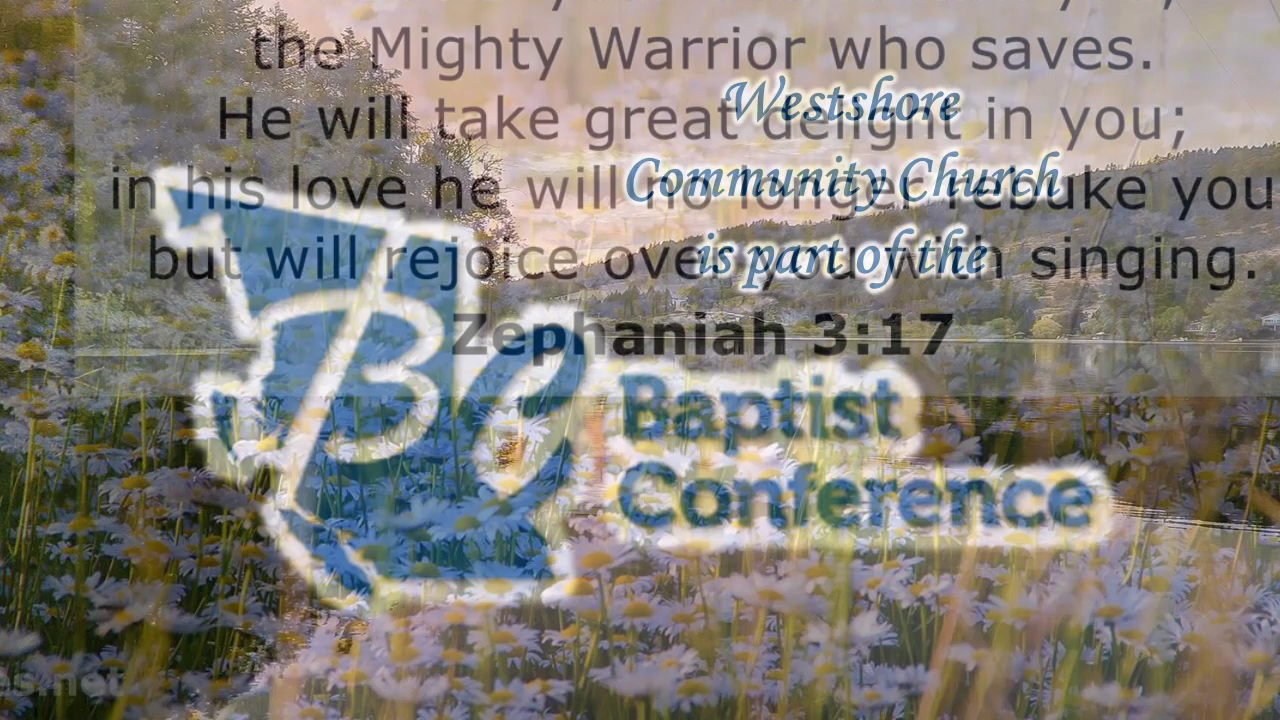 the Mighty Warrior who saves.
He will take great delight in you;
in his love he will no longer rebuke you
but will rejoice over you with singing.
Zephaniah 3:17
Westshore
Community Church
is part of the
BC
Baptist
Conference